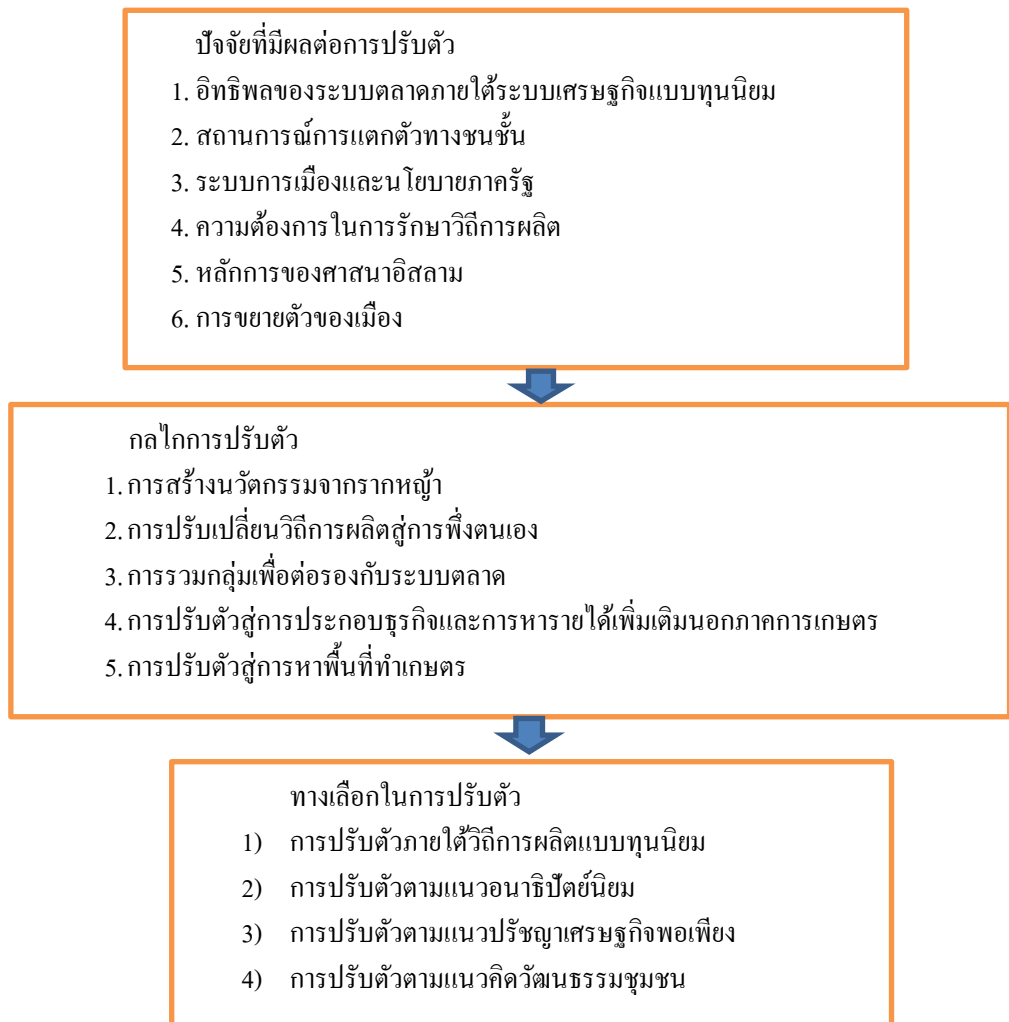 ปัจจัยที่มีผลต่อการปรับตัว
1. อิทธิพลของระบบตลาดภายใต้ระบบเศรษฐกิจแบบทุนนิยม
2. สถานการณ์การแตกตัวทางชนชั้น
3. ระบบการเมืองและนโยบายภาครัฐ
4. ความต้องการในการรักษาวิถีการผลิต
5. หลักการของศาสนาอิสลาม
6. การขยายตัวของเมือง
กลไกการปรับตัว
1. การสร้างนวัตกรรมจากรากหญ้า
2. การปรับเปลี่ยนวิถีการผลิตสู่การพึ่งตนเอง
3. การรวมกลุ่มเพื่อต่อรองกับระบบตลาด
4. การปรับตัวสู่การประกอบธุรกิจและการหารายได้เพิ่มเติมนอกภาคการเกษตร
5. การปรับตัวสู่การหาพื้นที่ทำเกษตร
ทางเลือกในการปรับตัว
1) การปรับตัวภายใต้วิถีการผลิตแบบทุนนิยม
2) การปรับตัวตามแนวอนาธิปัตย์นิยม
3) การปรับตัวตามแนวปรัชญาเศรษฐกิจพอเพียง
4) การปรับตัวตามแนวคิดวัฒนธรรมชุมชน